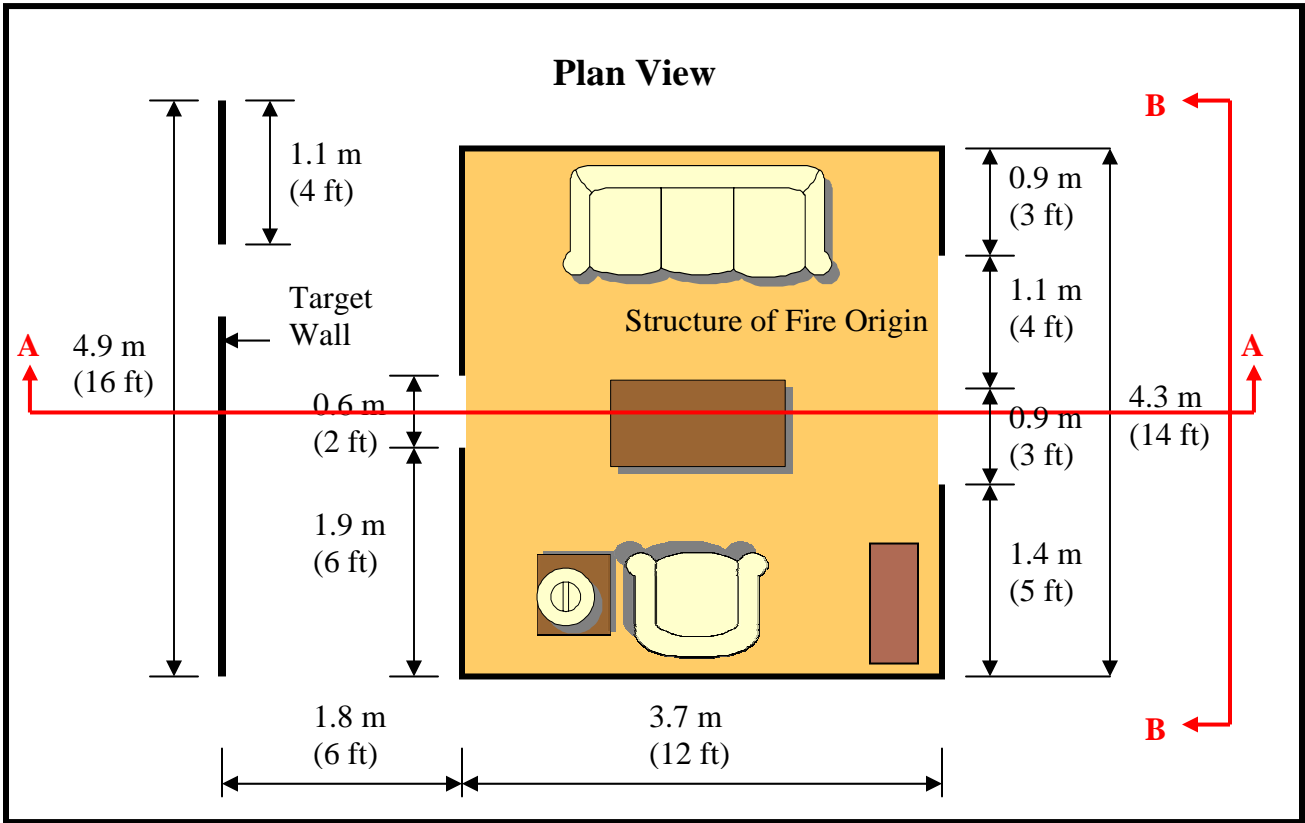 Plan View
B
1.1 m
(4 ft)
0.9 m
(3 ft)
Target
Wall
Structure of Fire Origin
1.1 m
(4 ft)
A
4.9 m
(16 ft)
A
0.6 m
(2 ft)
0.9 m
(3 ft)
4.3 m
(14 ft)
1.9 m
(6 ft)
1.4 m
(5 ft)
1.8 m
(6 ft)
3.7 m
(12 ft)
B